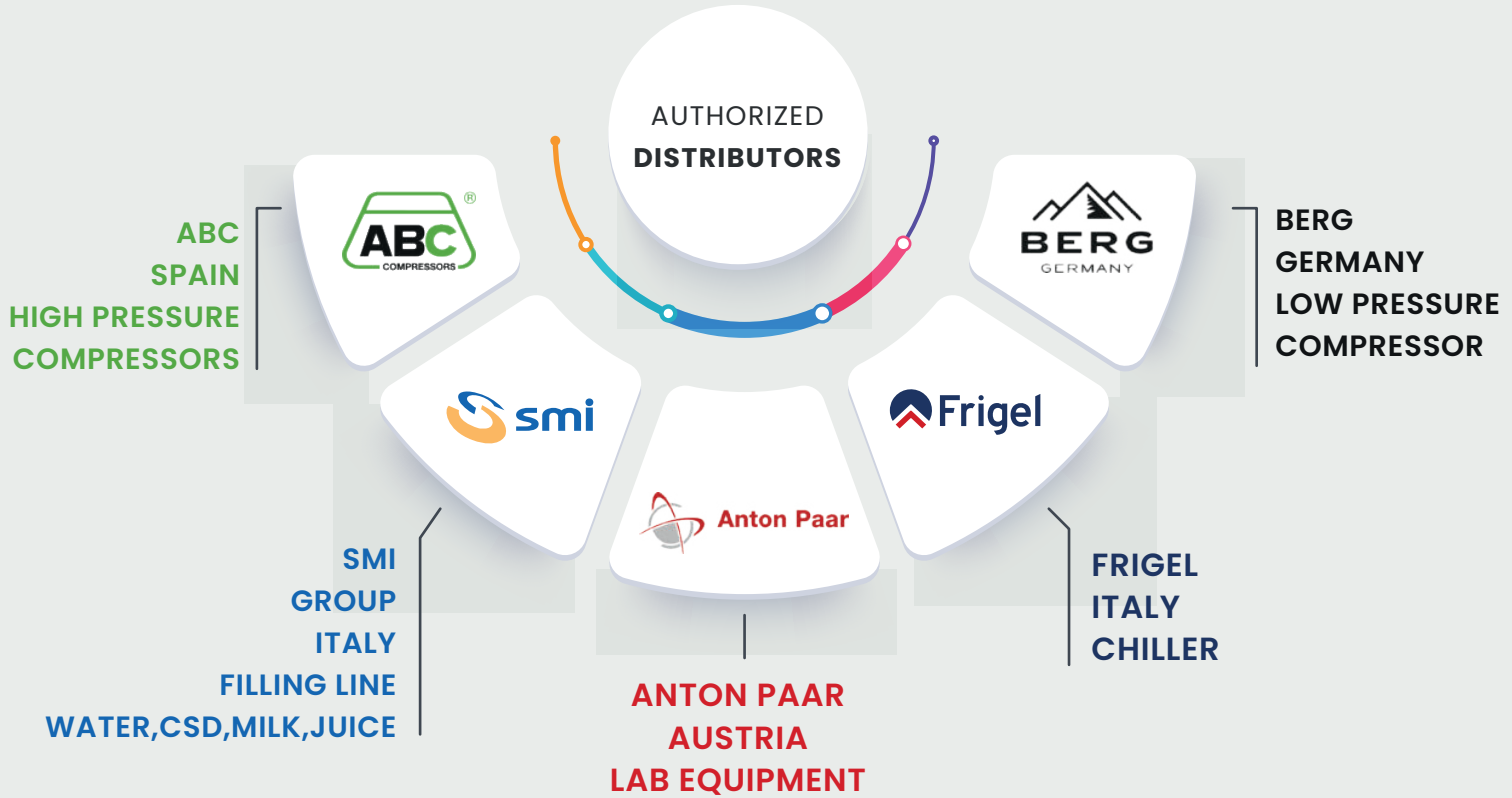 AUTHORIZED
DISTRIBUTORS
ABC®
COMPRESSORS
ABC
SPAIN
HIGH PRESSURE
COMPRESSORS
smi
SMI
GROUP
ITALY
FILLING LINE
WATER,CSD,MILK,JUICE
Anton Paar
ANTON PAAR
AUSTRIA
LAB EQUIPMENT
Frigel
FRIGEL
ITALY
CHILLER
BERG
GERMANY
BERG
GERMANY
LOW PRESSURE
COMPRESSOR